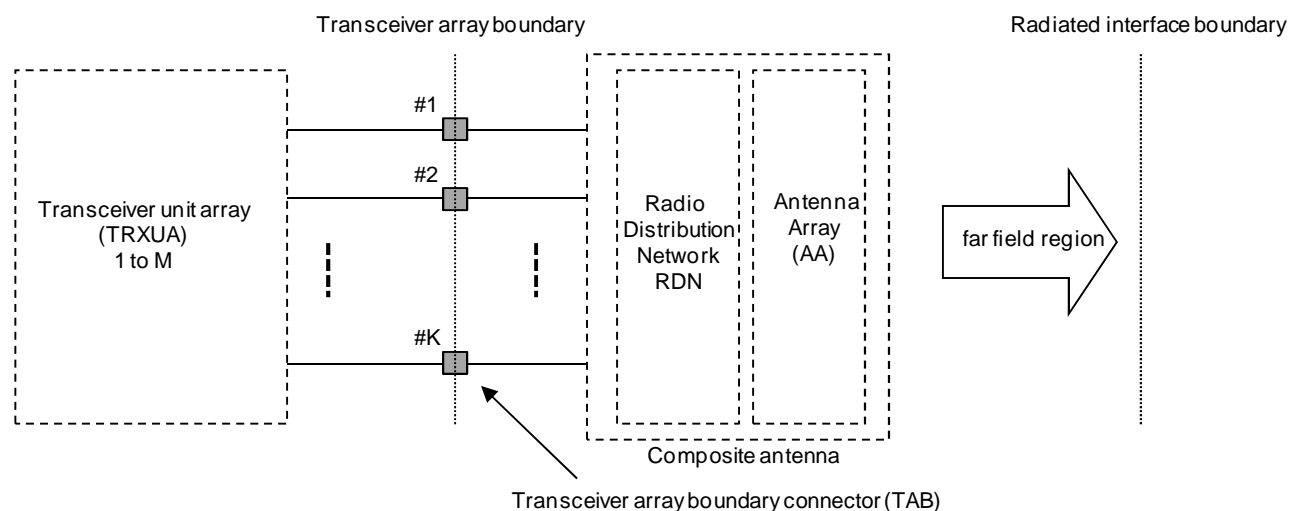 Transceiver array boundary
Radiated interface boundary
#1
#2
#K
Transceiver unit array
(TRXUA)
1 to M
Radio
Distribution
Network
RDN
Antenna
Array
(AA)
far field region
Composite antenna
Transceiver array boundary connector (TAB)